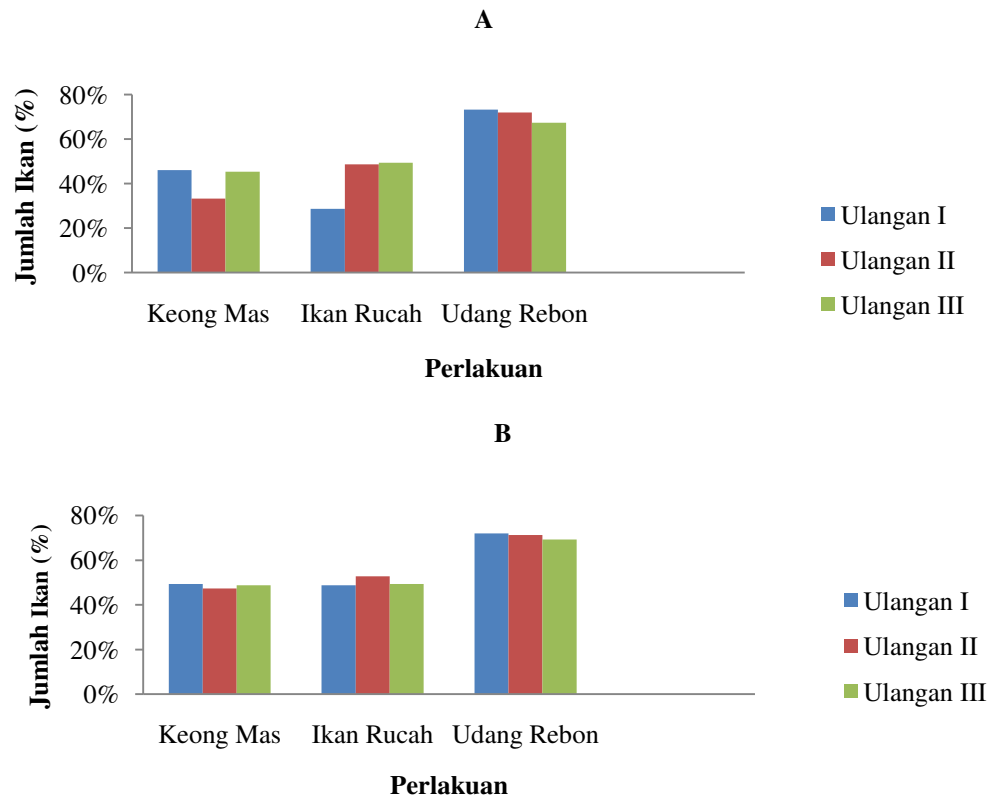 A
Jumlah Ikan (%)
80%
60%
40%
20%
0%
Keong Mas Ikan Rucah Udang Rebon
Perlakuan
Ulangan I
Ulangan II
Ulangan III
B
Jumlah Ikan (%)
80%
60%
40%
20%
0%
Keong Mas Ikan Rucah Udang Rebon
Perlakuan
Ulangan I
Ulangan II
Ulangan III